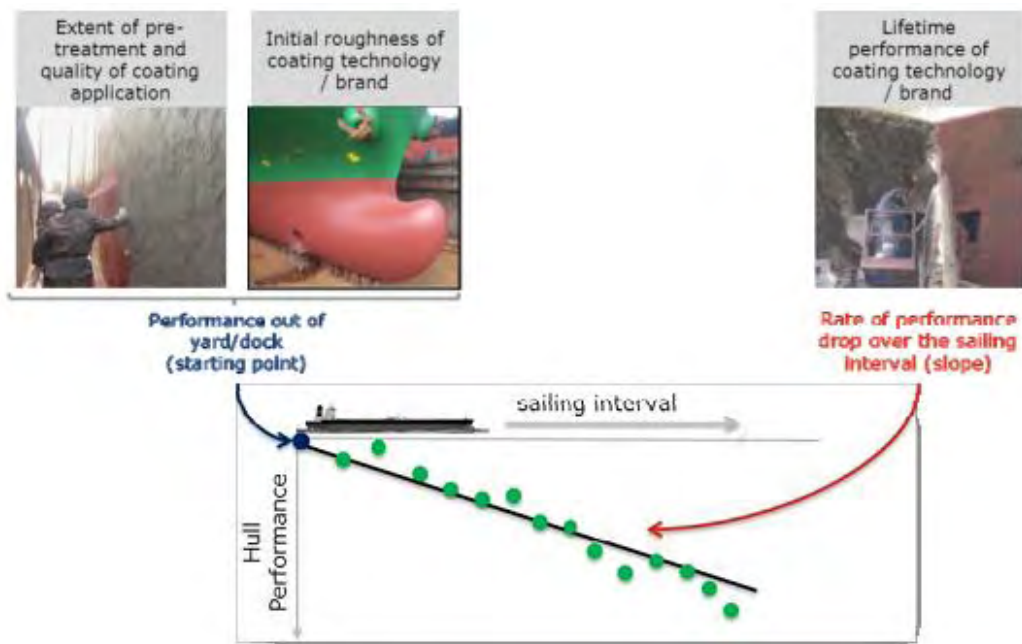 Extent of pre-
treatment and
quality of coating
application
Initial roughness of
coating technology
/ brand
Lifetime
performance of
coating technology
/ brand
Performance out of
yard/dock
(starting point)
Rate of performance
drop over the sailing
interval (slope)
sailing interval
Hull
Performance